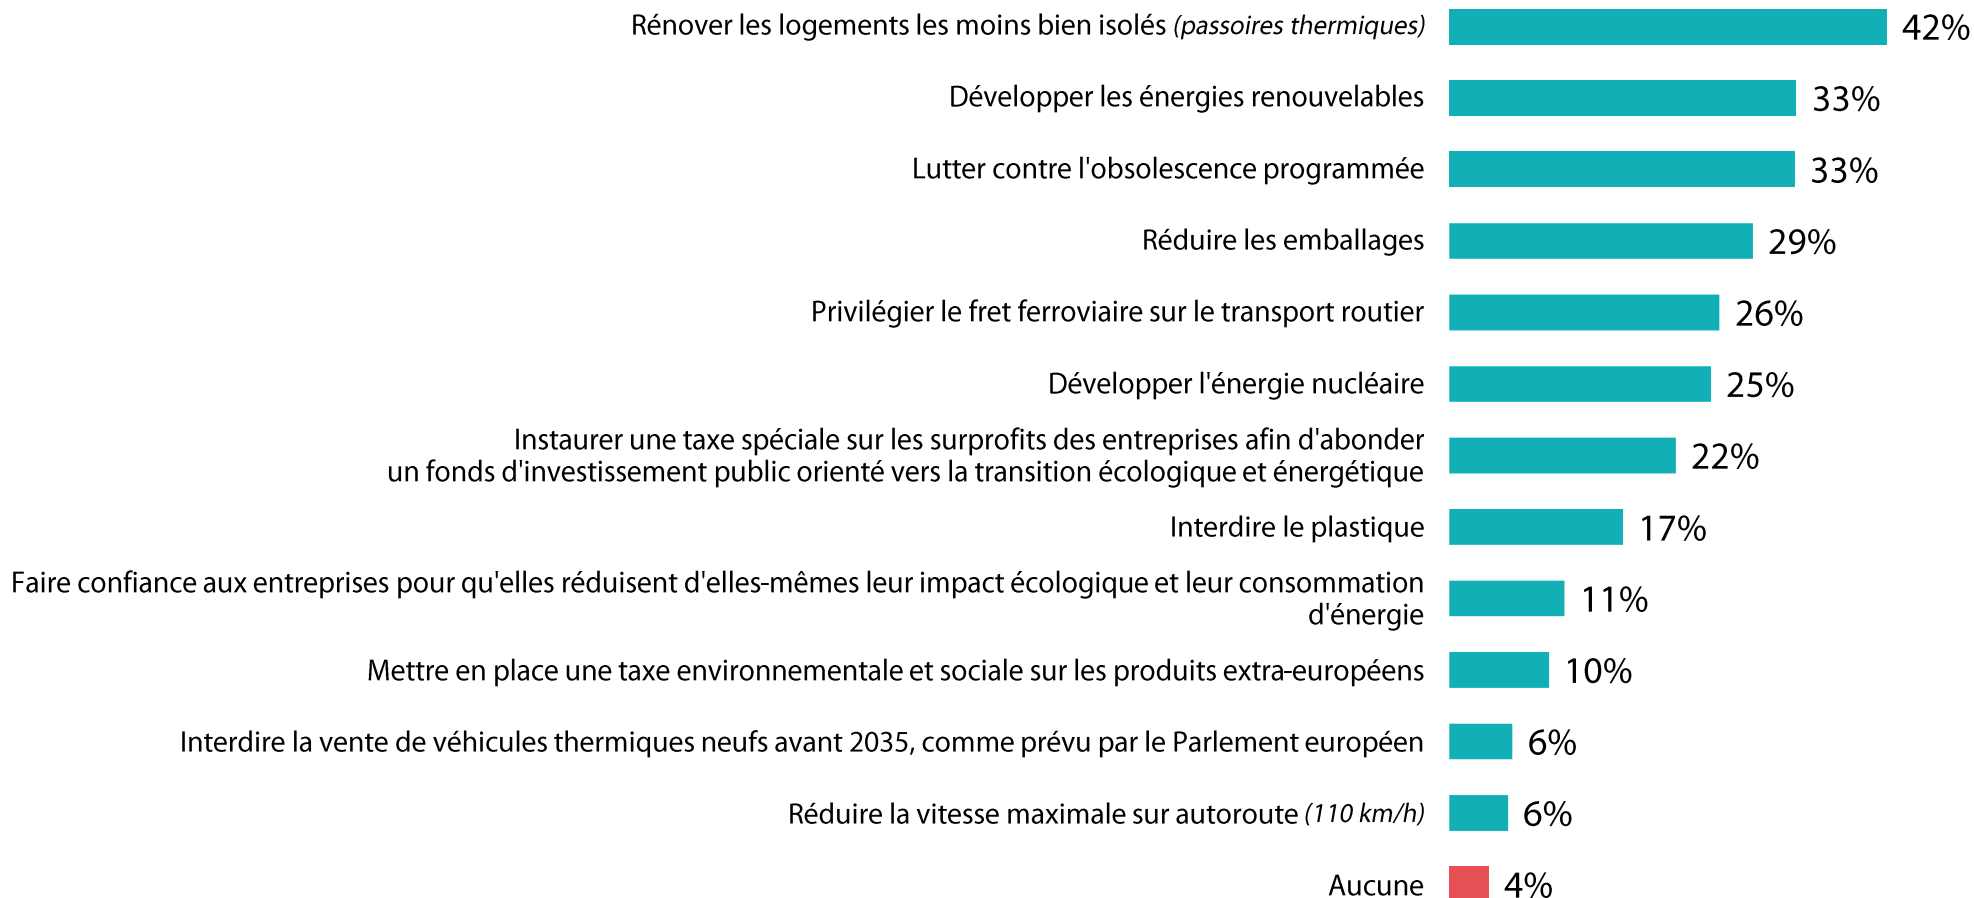 Rénover les logements les moins bien isolés (passoires thermiques) 42%
Développer les énergies renouvelables 33%
Lutter contre l'obsolescence programmée 33%
Réduire les emballages 29%
Privilégier le fret ferroviaire sur le transport routier 26%
Développer l'énergie nucléaire 25%
Instaurer une taxe spéciale sur les surprofits des entreprises afin d'abonder
un fonds d'investissement public orienté vers la transition écologique et énergétique 22%
Interdire le plastique 17%
Faire confiance aux entreprises pour qu'elles réduisent d'elles-mêmes leur impact écologique et leur consommation
d'énergie 11%
Mettre en place une taxe environnementale et sociale sur les produits extra-européens 10%
Interdire la vente de véhicules thermiques neufs avant 2035, comme prévu par le Parlement européen 6%
Réduire la vitesse maximale sur autoroute (110 km/h) 6%
Aucune 4%